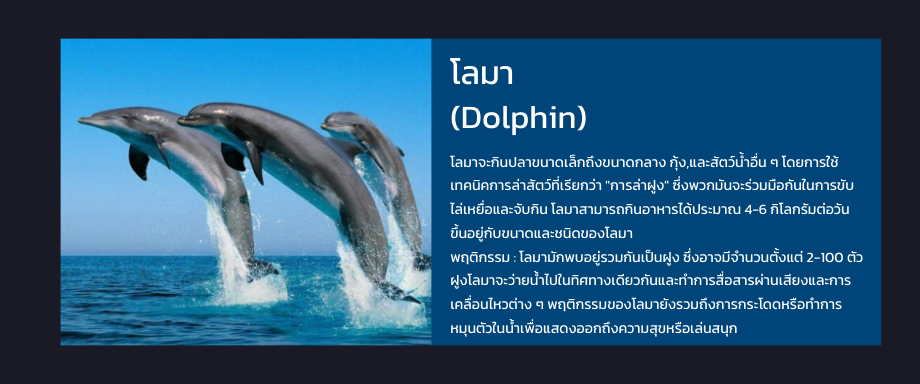 โลมา
(Dolphin)
โลมาจะกินปลาขนาดเล็กถึงขนาดกลาง กุ้ง,และสัตว์น้ำอื่น ๆ โดยการใช้
เทคนิคการล่าสัตว์ที่เรียกว่า "การล่าฝูง" ซึ่งพวกมันจะร่วมมือกันในการขับ
ไล่เหยื่อและจับกิน โลมาสามารถกินอาหารได้ประมาณ 4-6 กิโลกรัมต่อวัน
ขึ้นอยู่กับขนาดและชนิดของโลมา
พฤติกรรม : โลมามักพบอยู่รวมกันเป็นฝูง ซึ่งอาจมีจำนวนตั้งแต่ 2-100 ตัว
ฝูงโลมาจะว่ายน้ำไปในทิศทางเดียวกันและทำการสื่อสารผ่านเสียงและการ
เคลื่อนไหวต่าง ๆ พฤติกรรมของโลมายังรวมถึงการกระโดดหรือทำการ
หมุนตัวในน้ำเพื่อแสดงออกถึงความสุขหรือเล่นสนุก